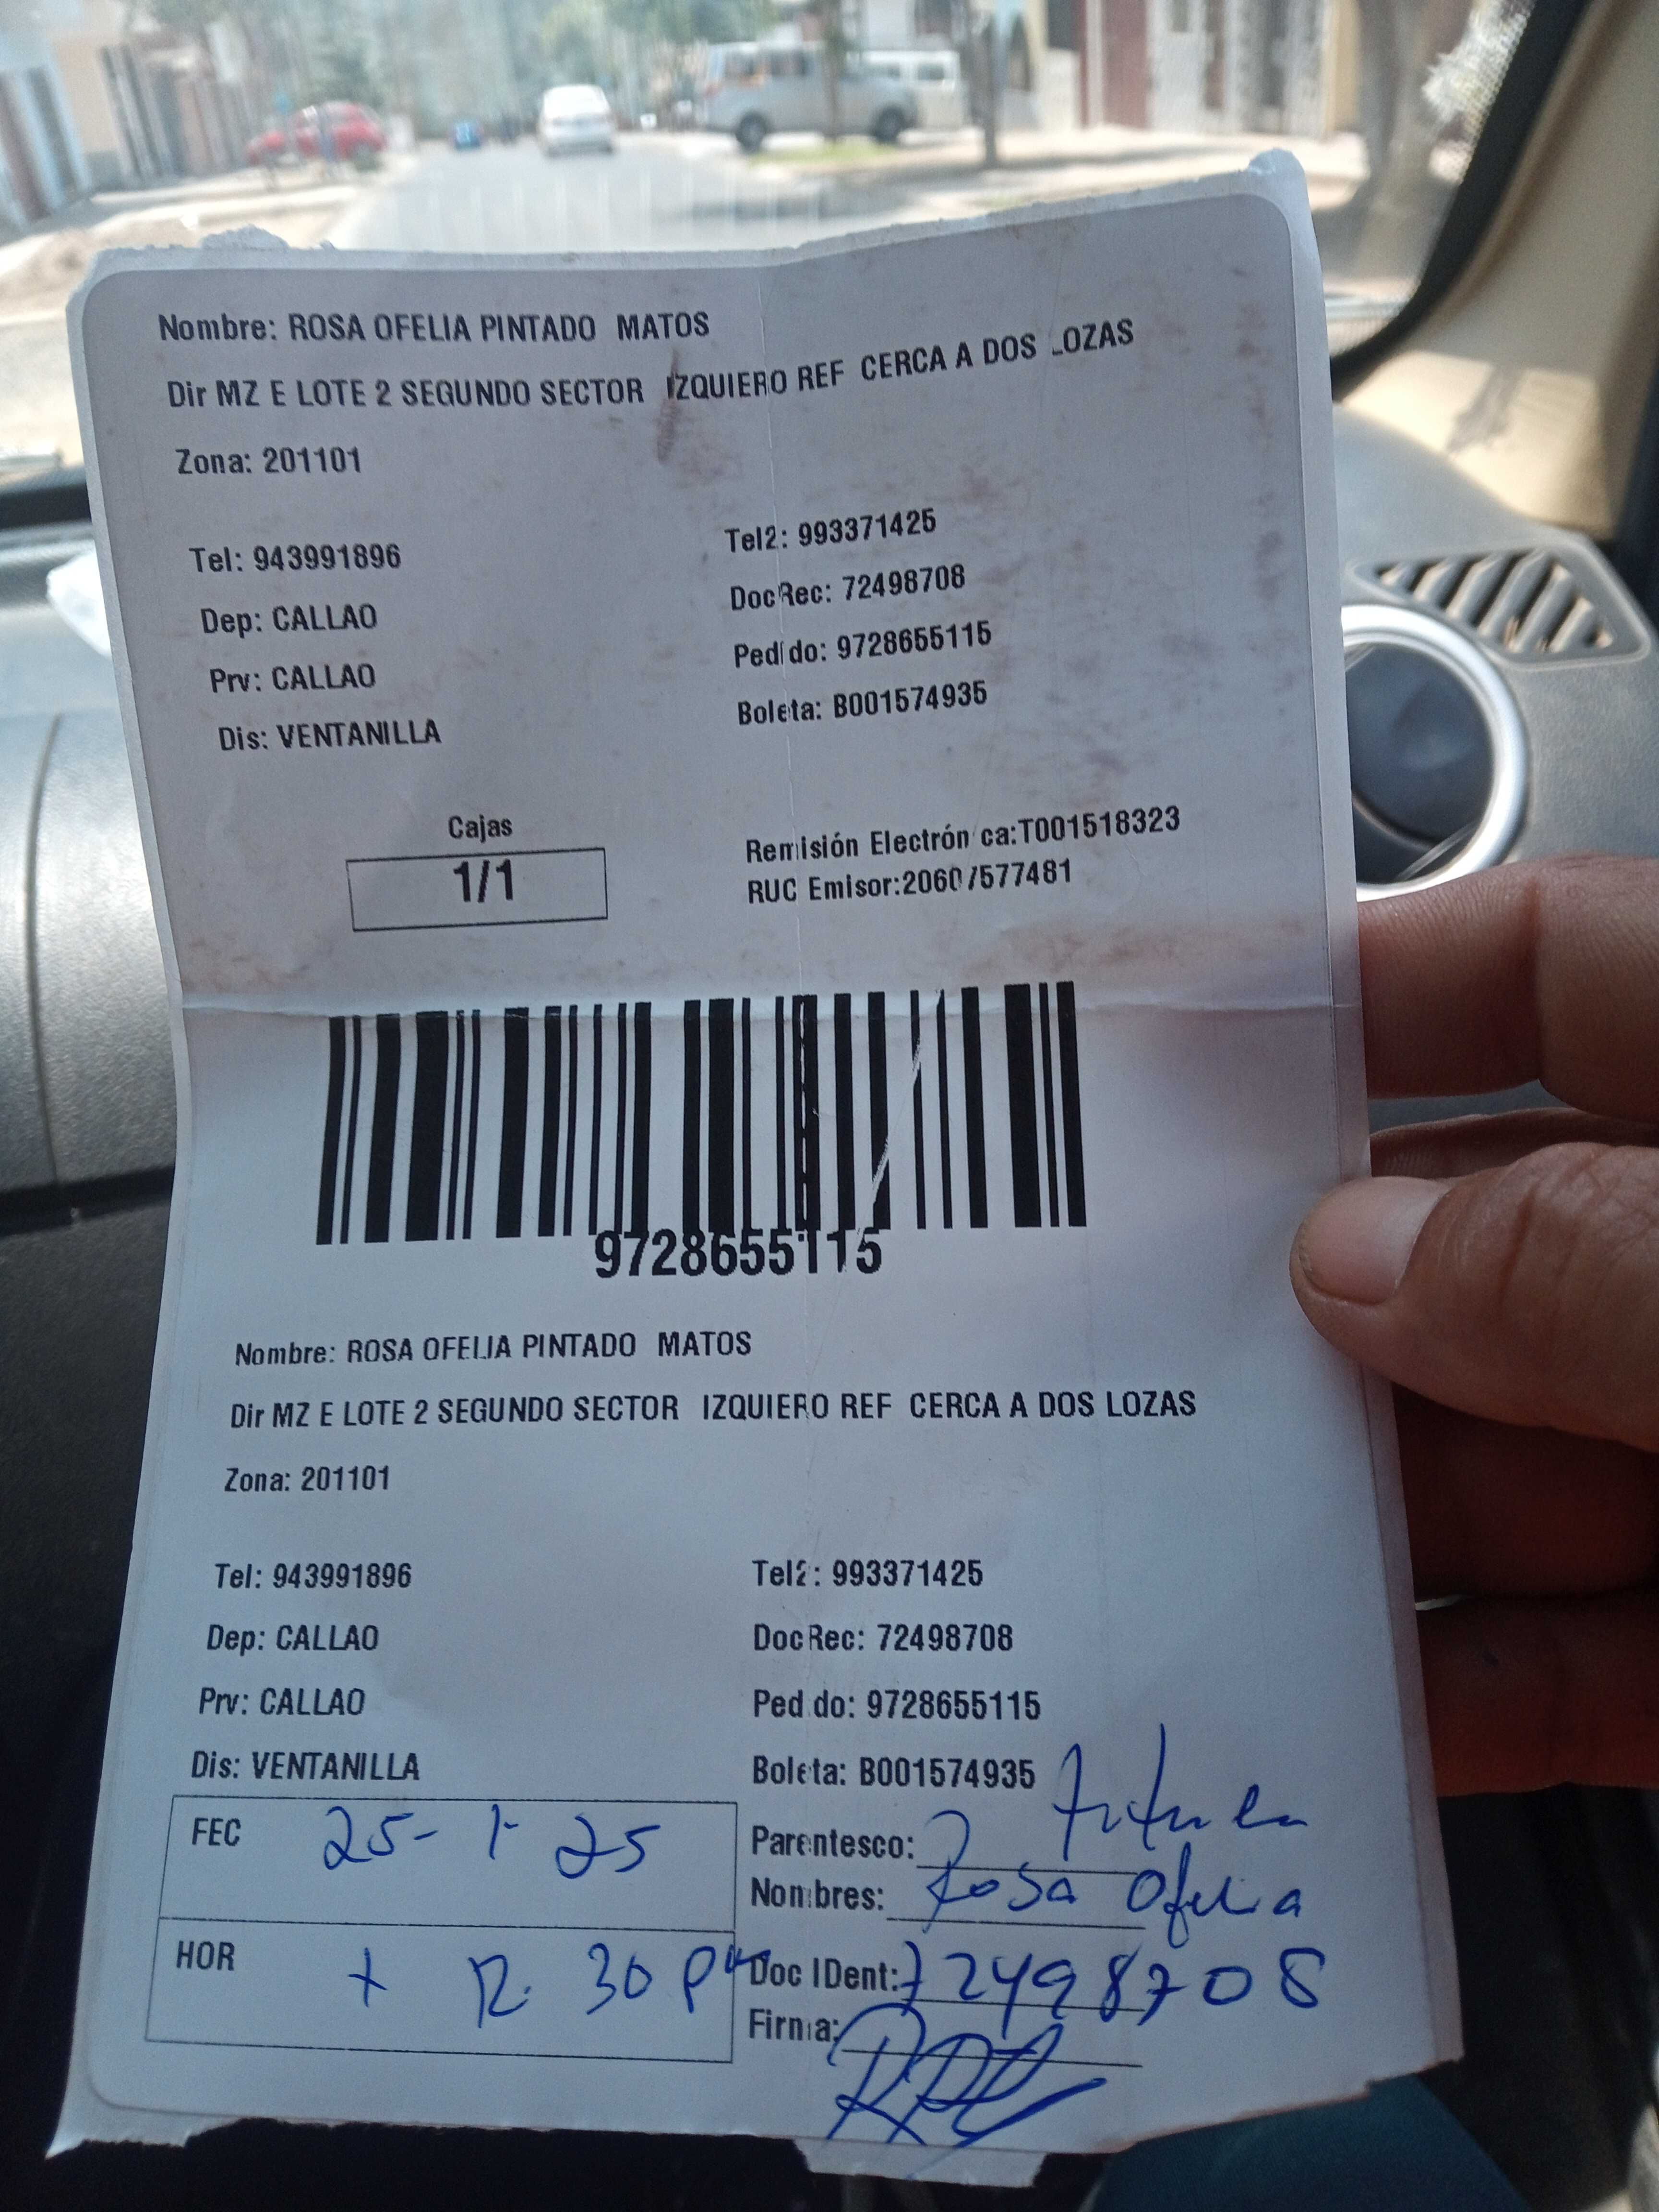 Nombre: ROSA OFELIA PINTADO MATOS
Dir MZ E LOTE 2 SEGUNDO SECTOR IZQUIERO REF CERCA A DOS LOZAS
Zona: 201101
Tel: 943991896 Tel2: 993371425
Dep: CALLAO DocRec: 72498708
Prv: CALLAO Pedido: 9728655115
Dis: VENTANILLA Boleta: B001574935
Cajas
1/1
Remisión Electrónica:T001518323
RUC Emisor:20607577481
9728655115
Nombre: ROSA OFELIA PINTADO MATOS
Dir MZ E LOTE 2 SEGUNDO SECTOR IZQUIERO REF CERCA A DOS LOZAS
Zona: 201101
Tel: 943991896 Tel2: 993371425
Dep: CALLAO DocRec: 72498708
Prv: CALLAO Pedido: 9728655115
Dis: VENTANILLA Boleta: B001574935
FEC 25-1-25 Parentesco:
Nombres: Rosa Ofelia
HOR 12.30 pm Doc IDent: 72498708
Firma: